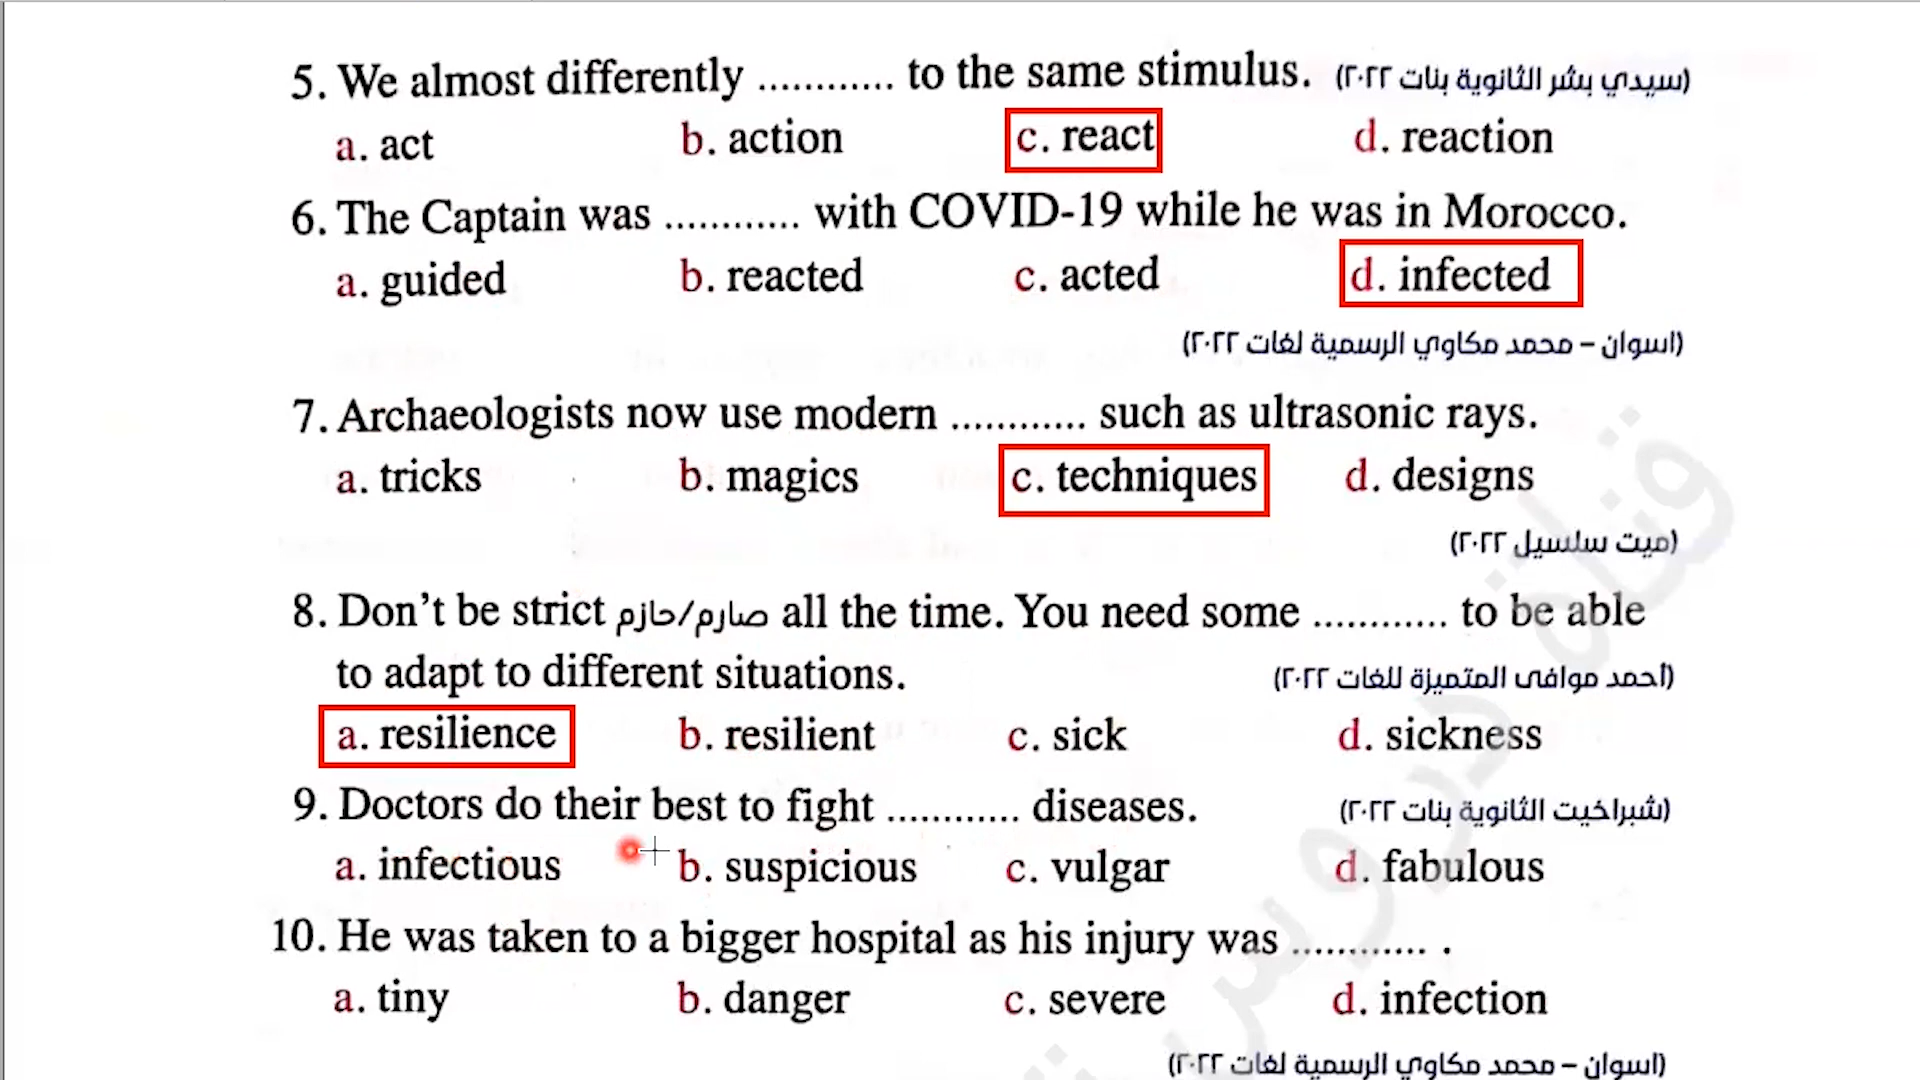 5. We almost differently ............ to the same stimulus. (سيدي بشر الثانوية بنات ٢٠٢٢)
a. act b. action c. react d. reaction
6. The Captain was ............ with COVID-19 while he was in Morocco.
a. guided b. reacted c. acted d. infected
(اسوان – محمد مكاوي الرسمية لغات ٢٠٢٢)
7. Archaeologists now use modern ............ such as ultrasonic rays.
a. tricks b. magics c. techniques d. designs
(ميت سلسيل ٢٠٢٢)
8. Don’t be strict صارم/حازم all the time. You need some ............ to be able
to adapt to different situations. (أحمد موافى المتميزة للغات ٢٠٢٢)
a. resilience b. resilient c. sick d. sickness
9. Doctors do their best to fight ............ diseases. (شبراخيت الثانوية بنات ٢٠٢٢)
a. infectious b. suspicious c. vulgar d. fabulous
10. He was taken to a bigger hospital as his injury was ............ .
a. tiny b. danger c. severe d. infection
(اسوان – محمد مكاوي الرسمية لغات ٢٠٢٢)
قناة دروس